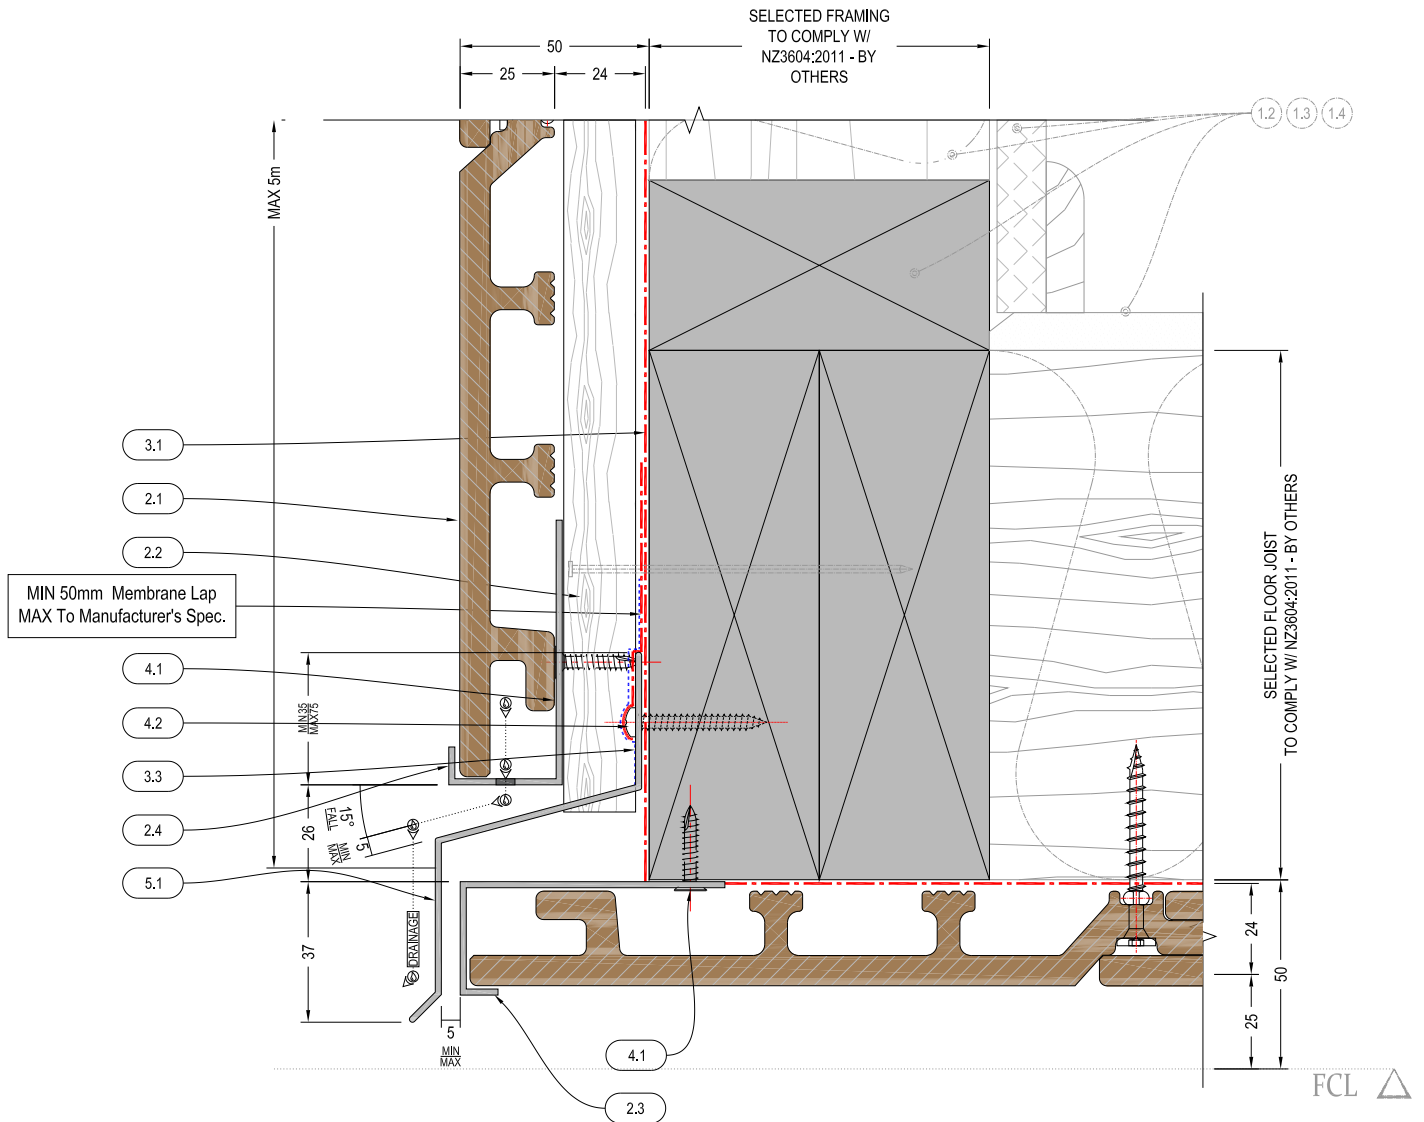 SELECTED FRAMING
TO COMPLY W/
NZ3604:2011 - BY
OTHERS
50
25
24
1.2
1.3
1.4
MAX 5m
3.1
2.1
2.2
MIN 50mm Membrane Lap
MAX To Manufacturer's Spec.
4.1
4.2
3.3
2.4
5.1
MIN35
MAX75
26
15°
FALL
5
MIN
MAX
37
DRAINAGE
5
MIN
MAX
4.1
2.3
SELECTED FLOOR JOIST
TO COMPLY W/ NZ3604:2011 - BY OTHERS
24
50
25
FCL